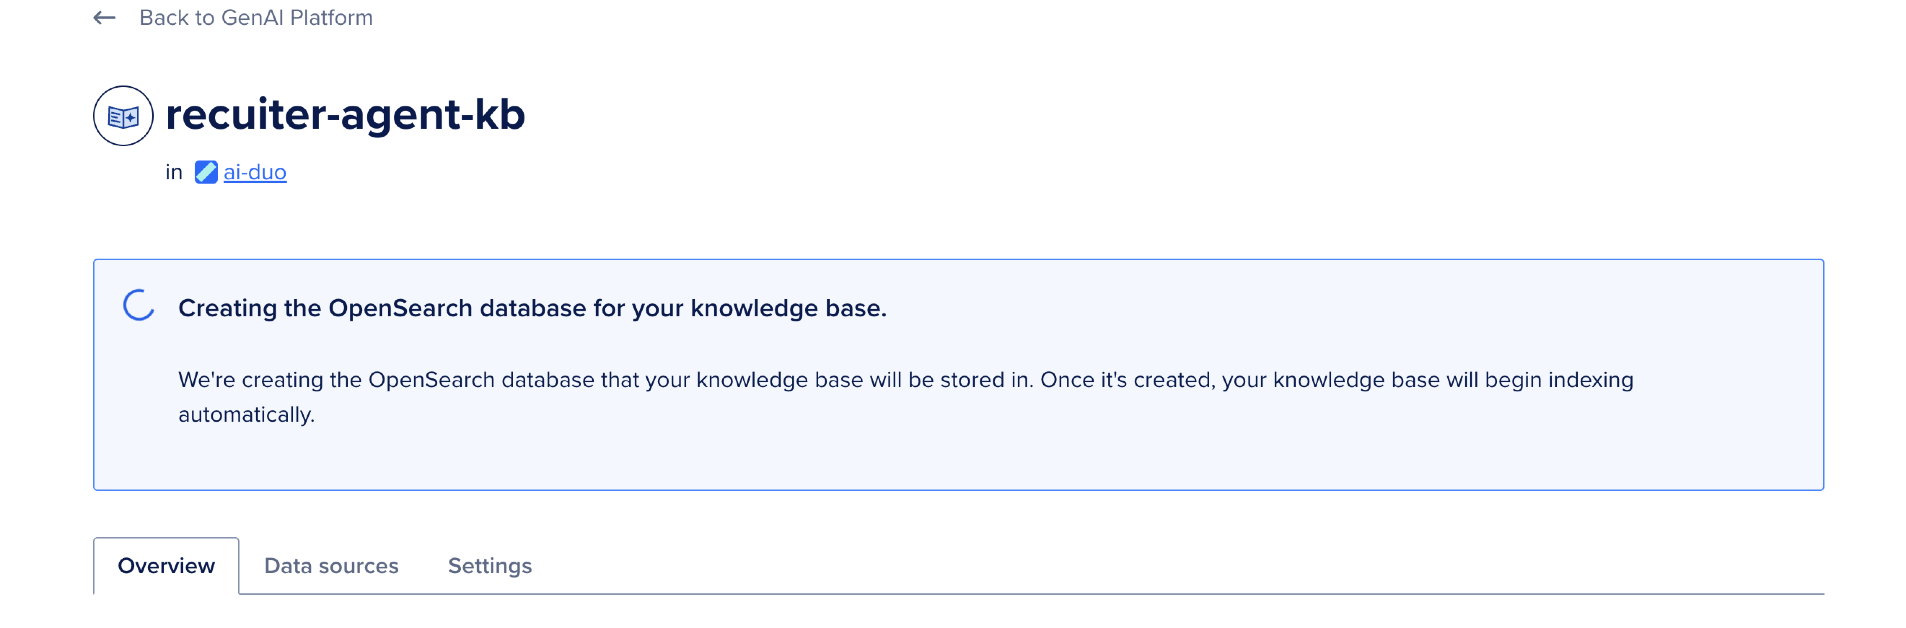 Back to GenAI Platform
recuiter-agent-kb
in ai-duo
Creating the OpenSearch database for your knowledge base.
We're creating the OpenSearch database that your knowledge base will be stored in. Once it's created, your knowledge base will begin indexing
automatically.
Overview Data sources Settings